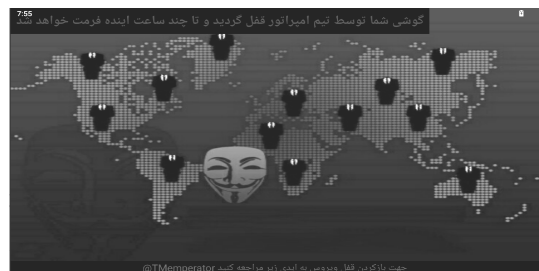 7:55
گوشی شما توسط تیم امپراتور قفل گردید و تا چند ساعت اینده فرمت خواهد شد
جهت بازکردن قفل ویروس به ایدی زیر مراجعه کنید @TMemperator